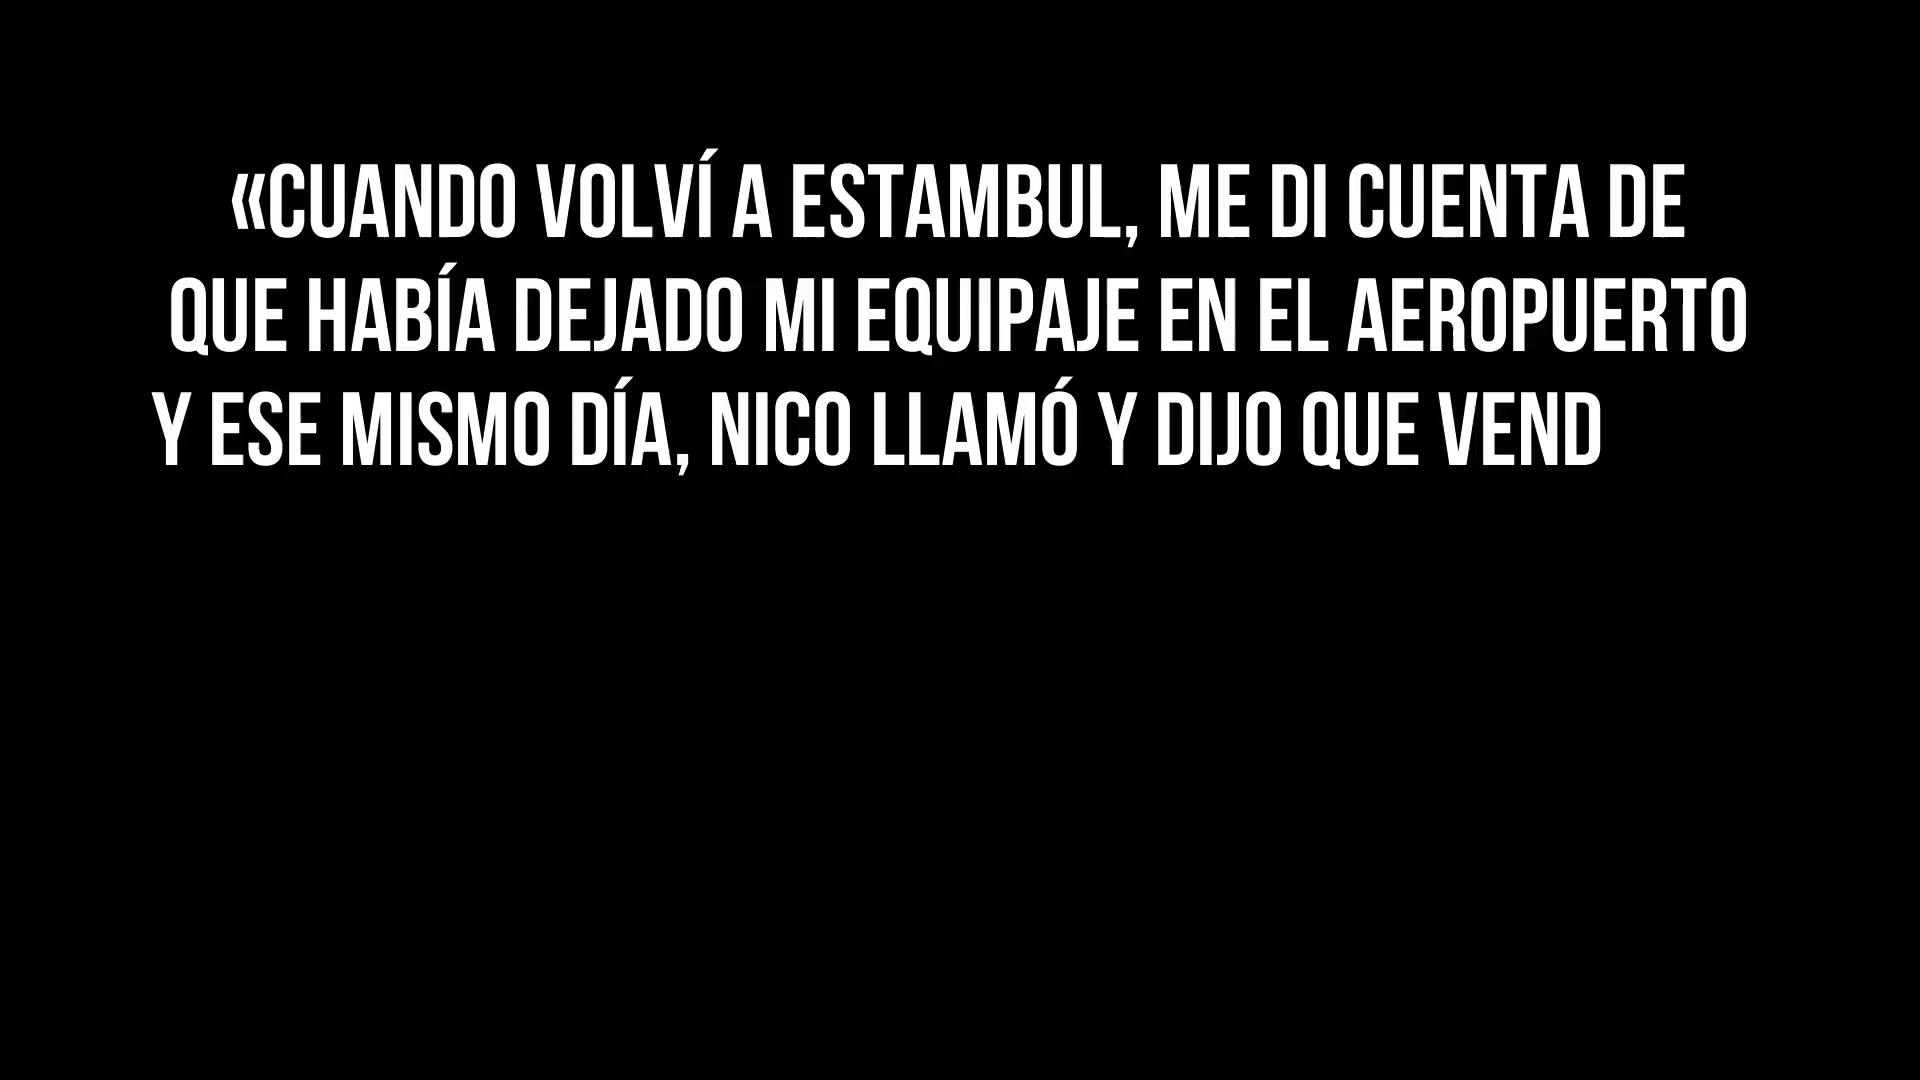 «CUANDO VOLVÍ A ESTAMBUL, ME DI CUENTA DE
QUE HABÍA DEJADO MI EQUIPAJE EN EL AEROPUERTO
Y ESE MISMO DÍA, NICO LLAMÓ Y DIJO QUE VEND